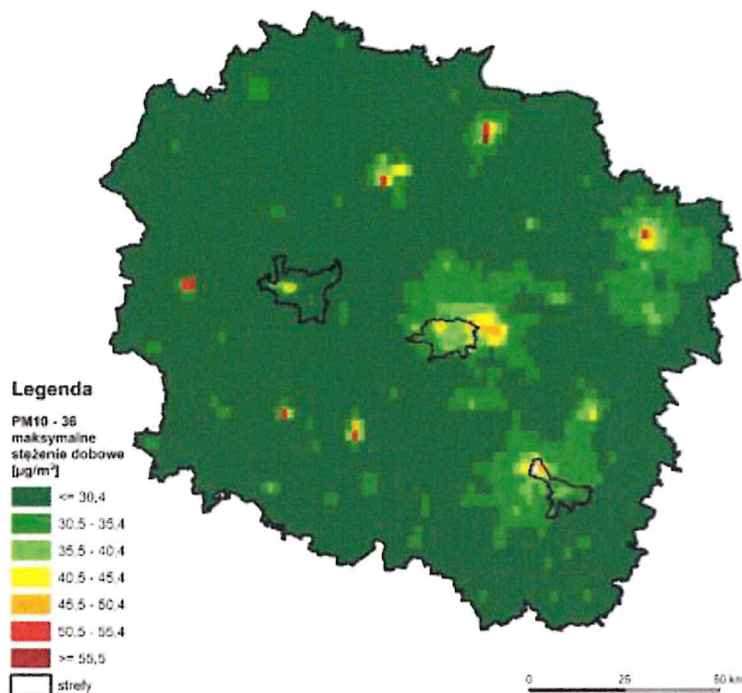 Legenda
PM10 - 36
maksymalne
stężenie dobowe
[µg/m³]
<= 30,4
30,5 - 35,4
35,5 - 40,4
40,5 - 45,4
45,5 - 50,4
50,5 - 55,4
>= 55,5
strefy
0 25 50 km